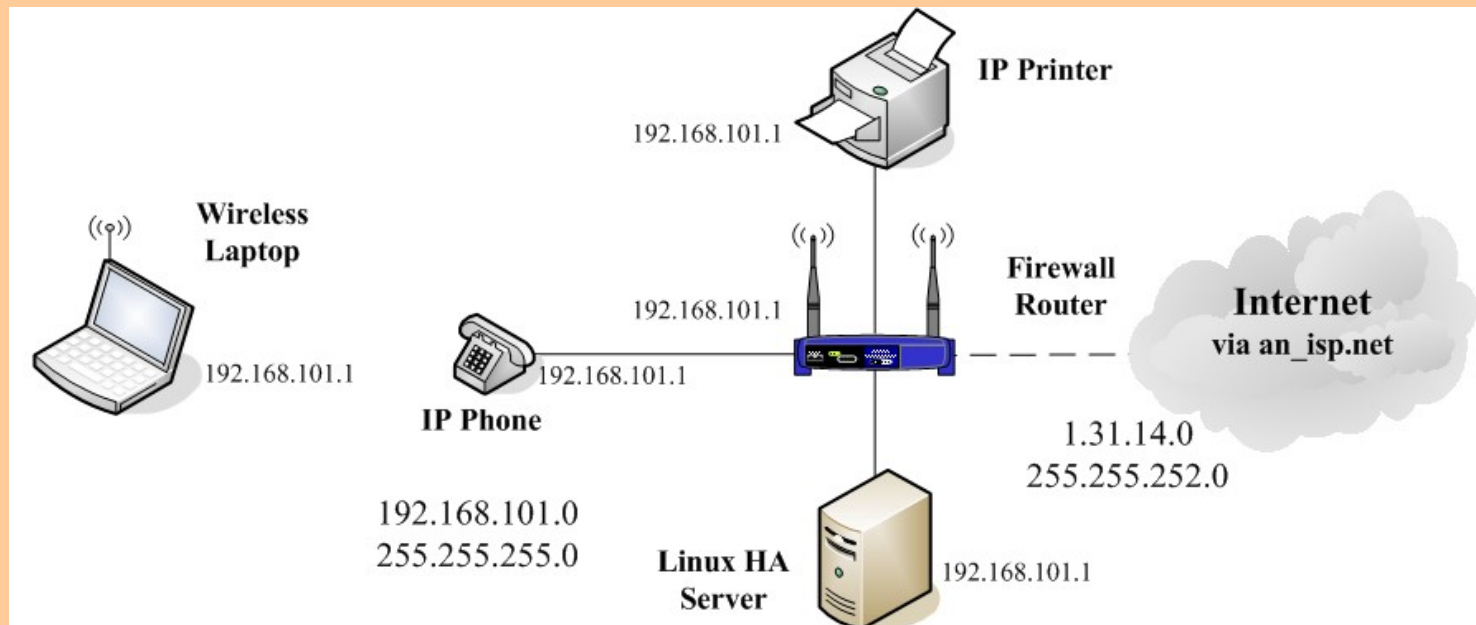 IP Printer
192.168.101.1
Wireless
Laptop
192.168.101.1
192.168.101.1
Firewall
Router
Internet
via an_isp.net
192.168.101.1
IP Phone
1.31.14.0
255.255.252.0
192.168.101.0
255.255.255.0
Linux HA
Server
192.168.101.1